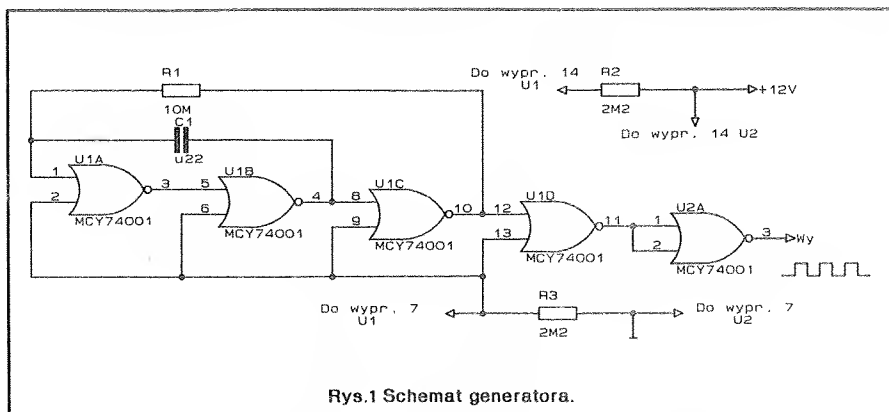 R1
10M
C1
u22
Do wypr. 14
U1
R2
2M2
+12V
Do wypr. 14 U2
U1A
1
2
3
MCY74001
U1B
5
6
4
MCY74001
U1C
8
9
10
MCY74001
U1D
12
13
11
MCY74001
U2A
1
2
3
MCY74001
Wy
Do wypr. 7
U1
R3
2M2
Do wypr. 7
U2
Rys.1 Schemat generatora.